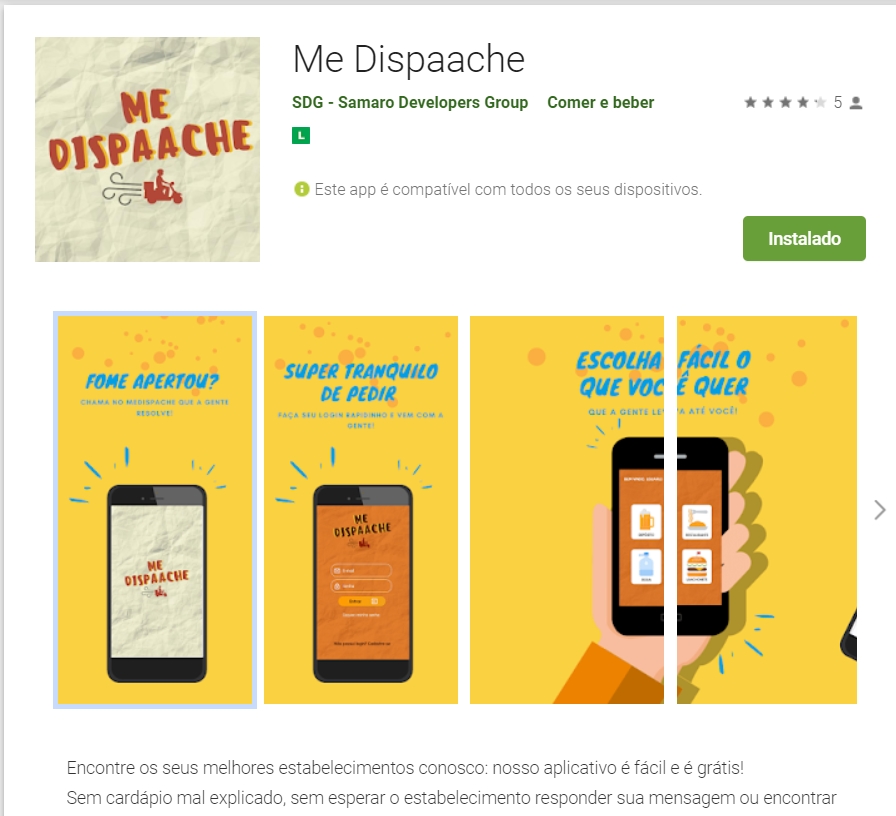 Me Dispaache
SDG - Samaro Developers Group Comer e beber
5
L
Este app é compatível com todos os seus dispositivos.
Instalado
ME
DISPAACHE
FOME APERTOU?
CHAMA NO MEDISPACHE QUE A GENTE
RESOLVE!
ME
DISPAACHE
SUPER TRANQUILO
DE PEDIR
FAÇA SEU LOGIN RAPIDINHO E VEM COM A
GENTE!
ME
DISPAACHE
E-mail
Senha
Entrar
ESCOLHA FÁCIL O
QUE VOCÊ QUER
QUE A GENTE LEVA ATÉ VOCÊ!
Encontre os seus melhores estabelecimentos conosco: nosso aplicativo é fácil e é grátis!
Sem cardápio mal explicado, sem esperar o estabelecimento responder sua mensagem ou encontrar